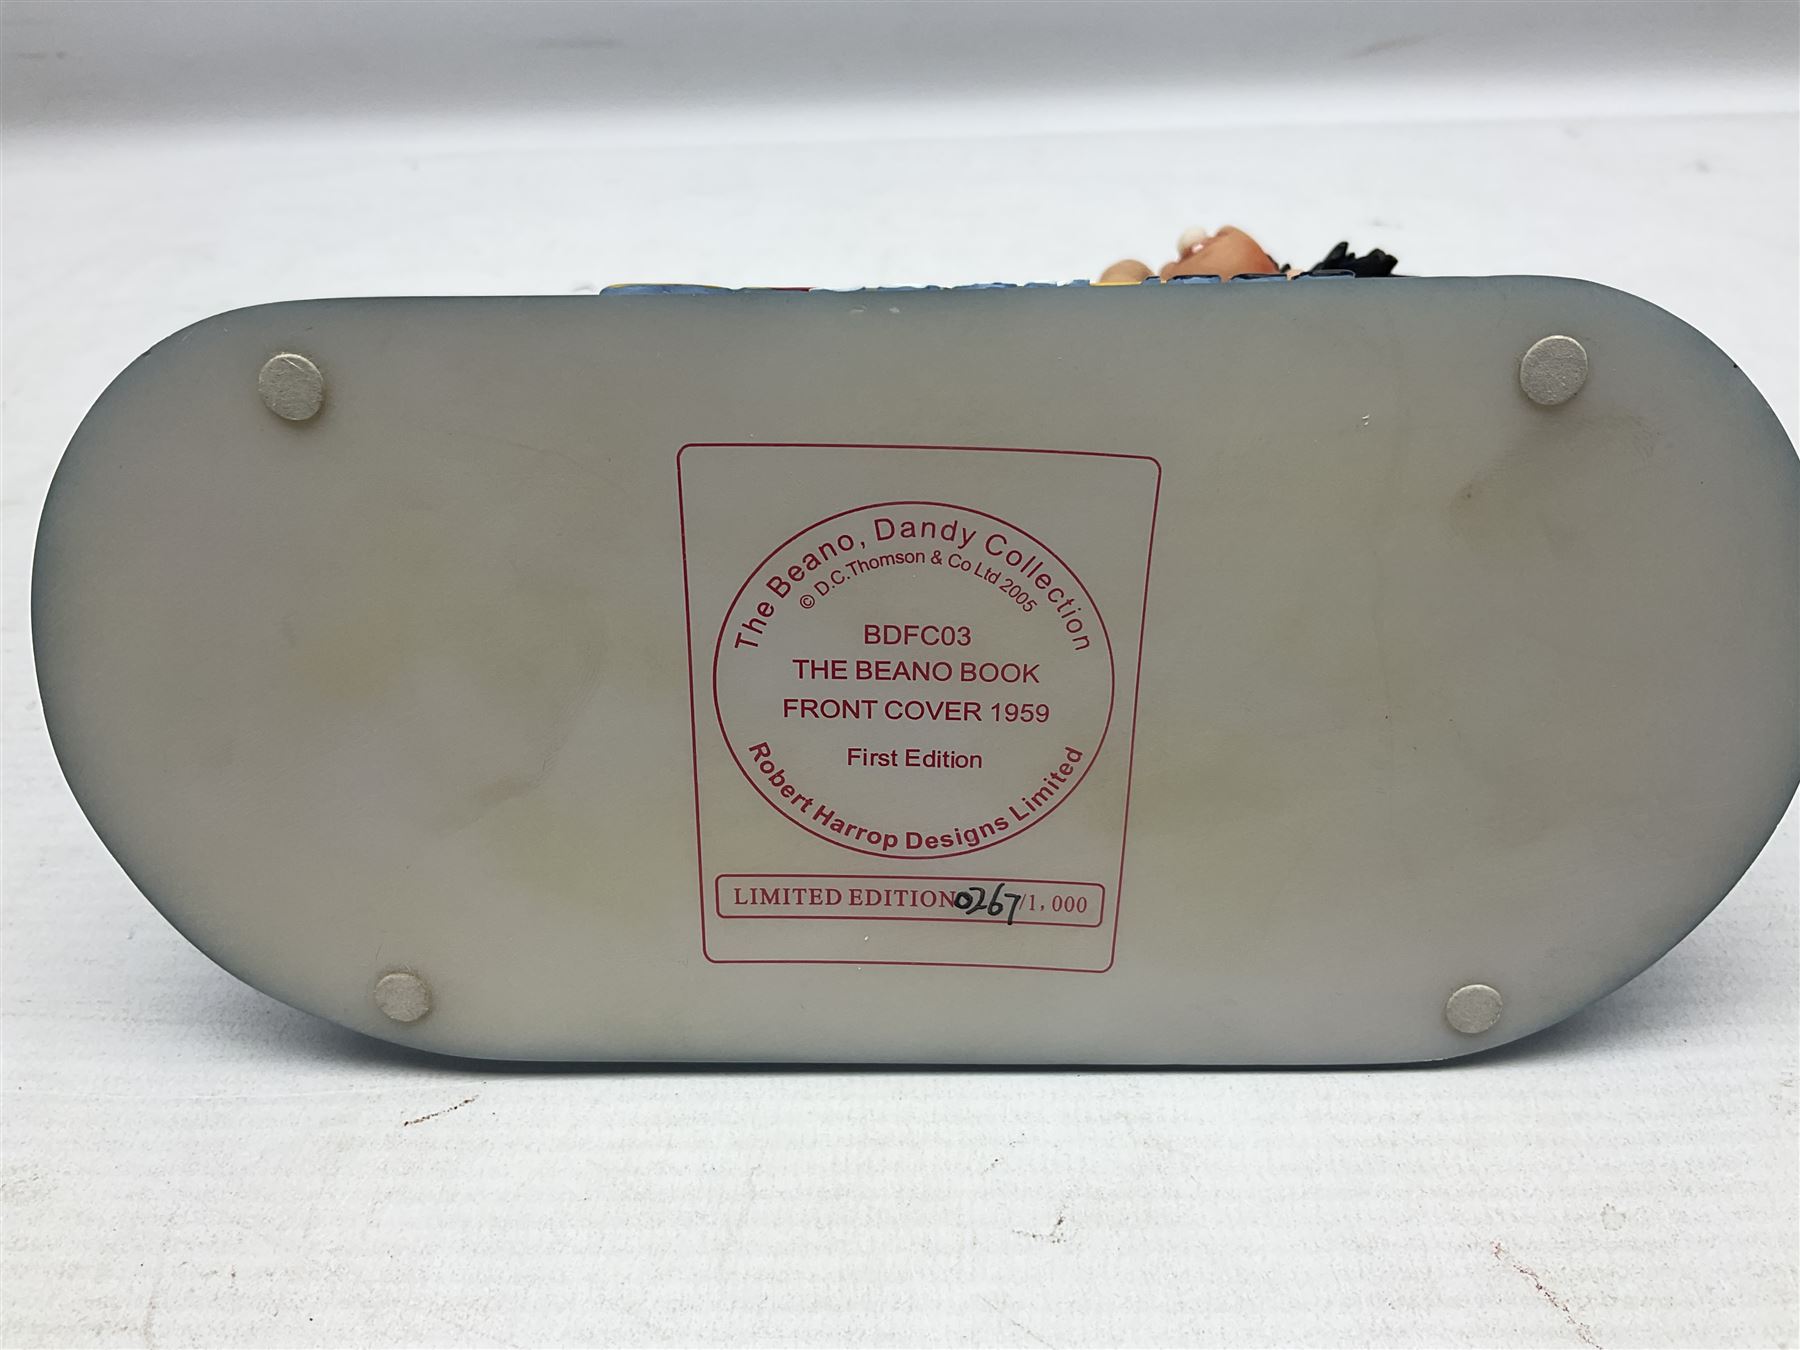 The Beano, Dandy Collection
© D.C.Thomson & Co Ltd 2005
BDFC03
THE BEANO BOOK
FRONT COVER 1959
First Edition
Robert Harrop Designs Limited
LIMITED EDITION 0267/1,000